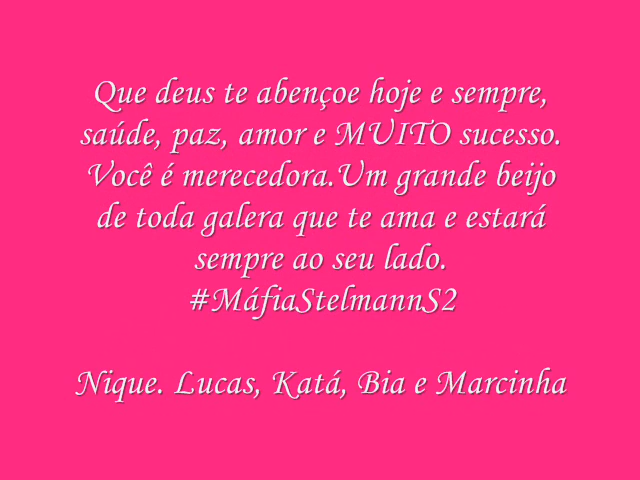 Que deus te abençoe hoje e sempre,
saúde, paz, amor e MUITO sucesso.
Você é merecedora.Um grande beijo
de toda galera que te ama e estará
sempre ao seu lado.
#MáfiaStelmannS2
Nique. Lucas, Katá, Bia e Marcinha